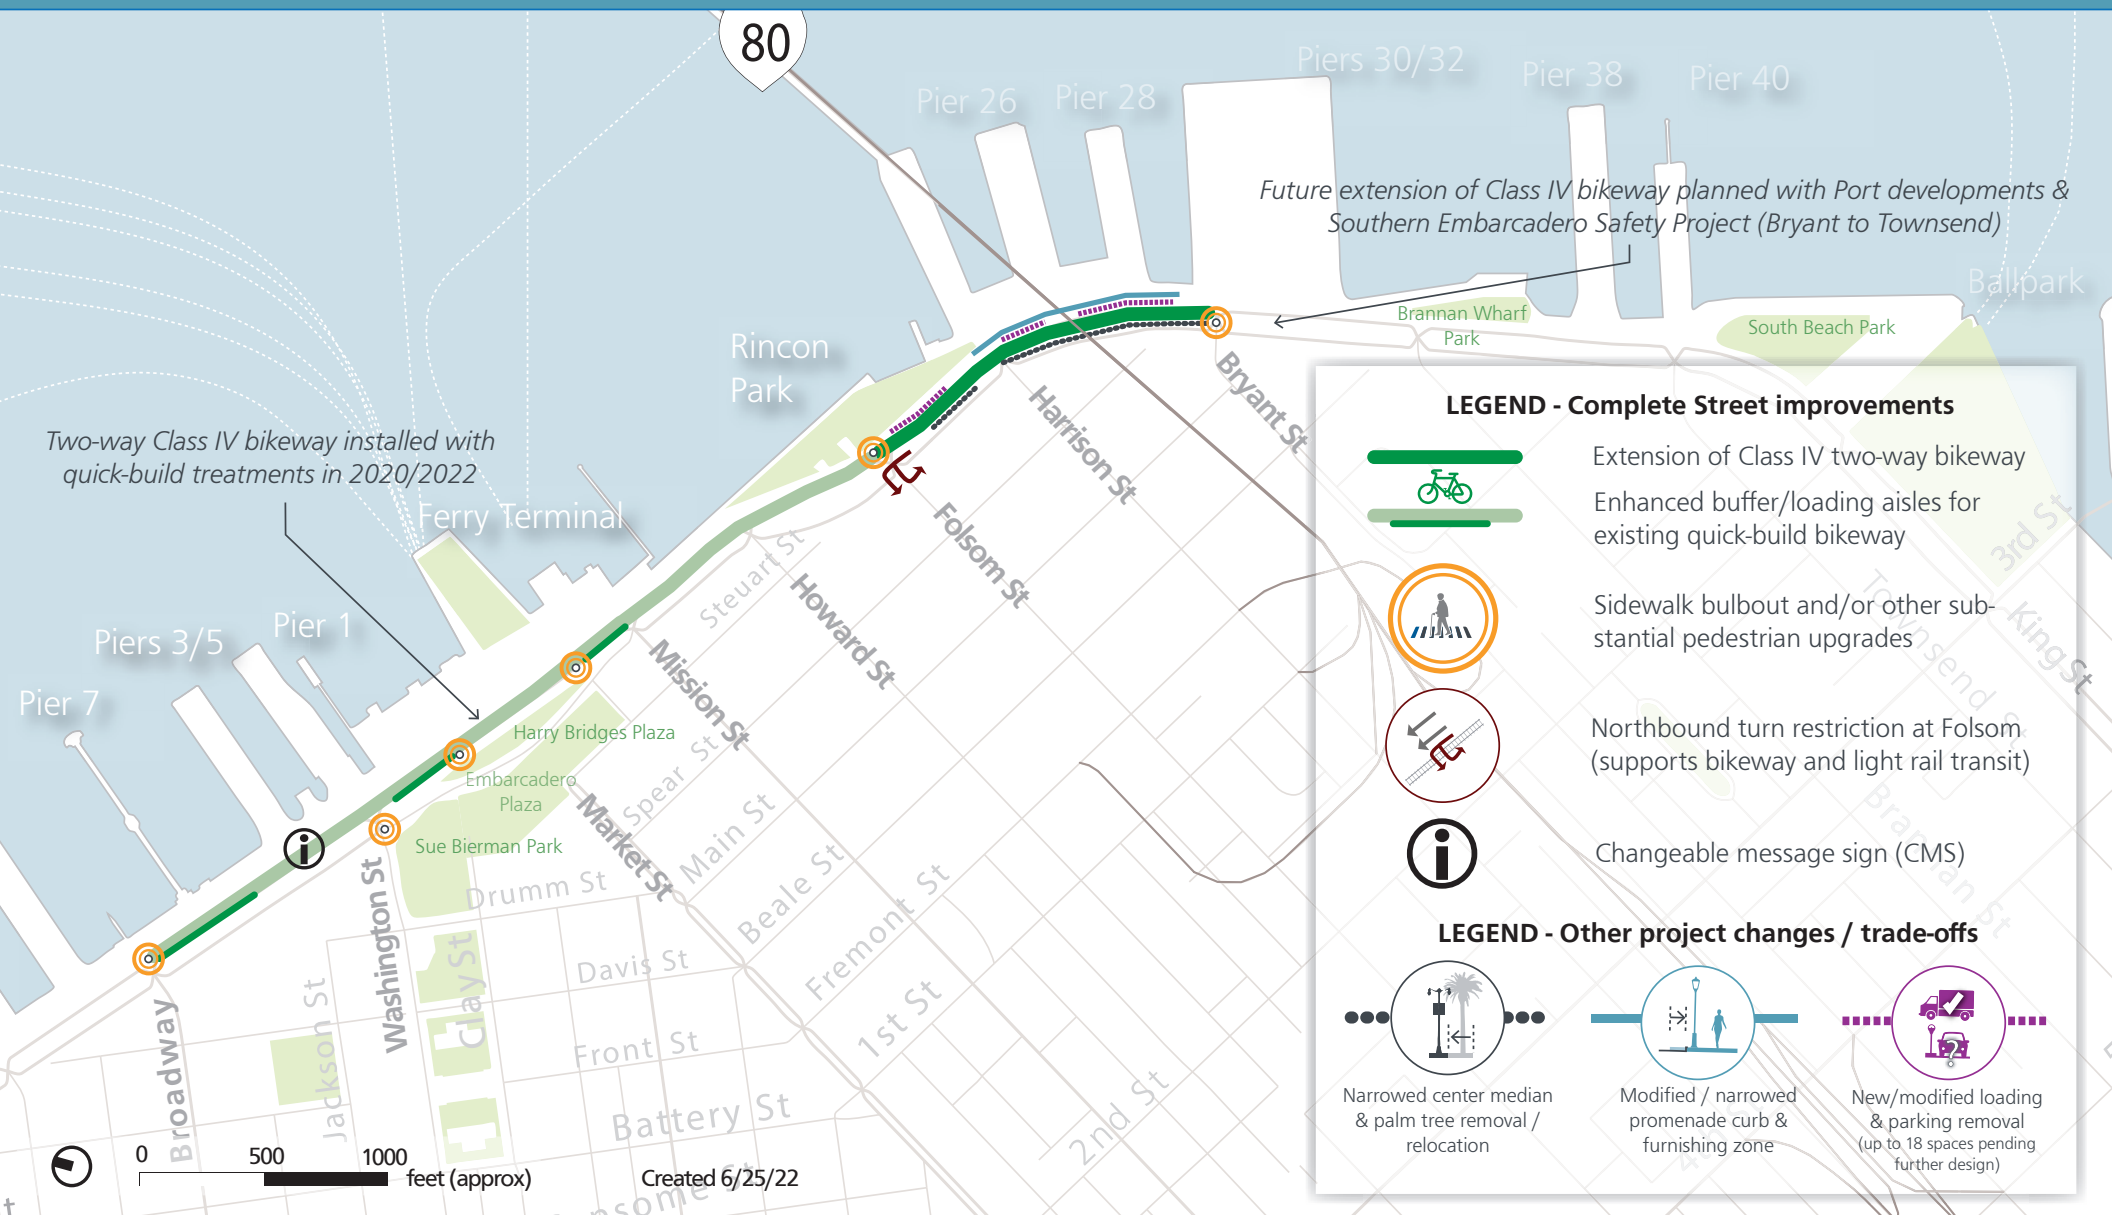 80
Pier 26
Pier 28
Piers 30/32
Pier 38
Pier 40
Future extension of Class IV bikeway planned with Port developments &
Southern Embarcadero Safety Project (Bryant to Townsend)
Ballpark
Brannan Wharf
Park
South Beach Park
Rincon
Park
Two-way Class IV bikeway installed with
quick-build treatments in 2020/2022
Ferry Terminal
Piers 3/5
Pier 1
Pier 7
Harry Bridges Plaza
Embarcadero
Plaza
Sue Bierman Park
Bryant St
Harrison St
Folsom St
Steuart St
Howard St
Mission St
Spear St
Market St
Main St
Beale St
Fremont St
1st St
2nd St
Drumm St
Davis St
Front St
Battery St
Clay St
Washington St
Jackson St
Broadway
3rd St
King St
Townsend St
Brannan St
4th
LEGEND - Complete Street improvements
Extension of Class IV two-way bikeway
Enhanced buffer/loading aisles for
existing quick-build bikeway
Sidewalk bulbout and/or other sub-
stantial pedestrian upgrades
Northbound turn restriction at Folsom
(supports bikeway and light rail transit)
Changeable message sign (CMS)
LEGEND - Other project changes / trade-offs
Narrowed center median
& palm tree removal /
relocation
Modified / narrowed
promenade curb &
furnishing zone
New/modified loading
& parking removal
(up to 18 spaces pending
further design)
0 500 1000
feet (approx)
Created 6/25/22